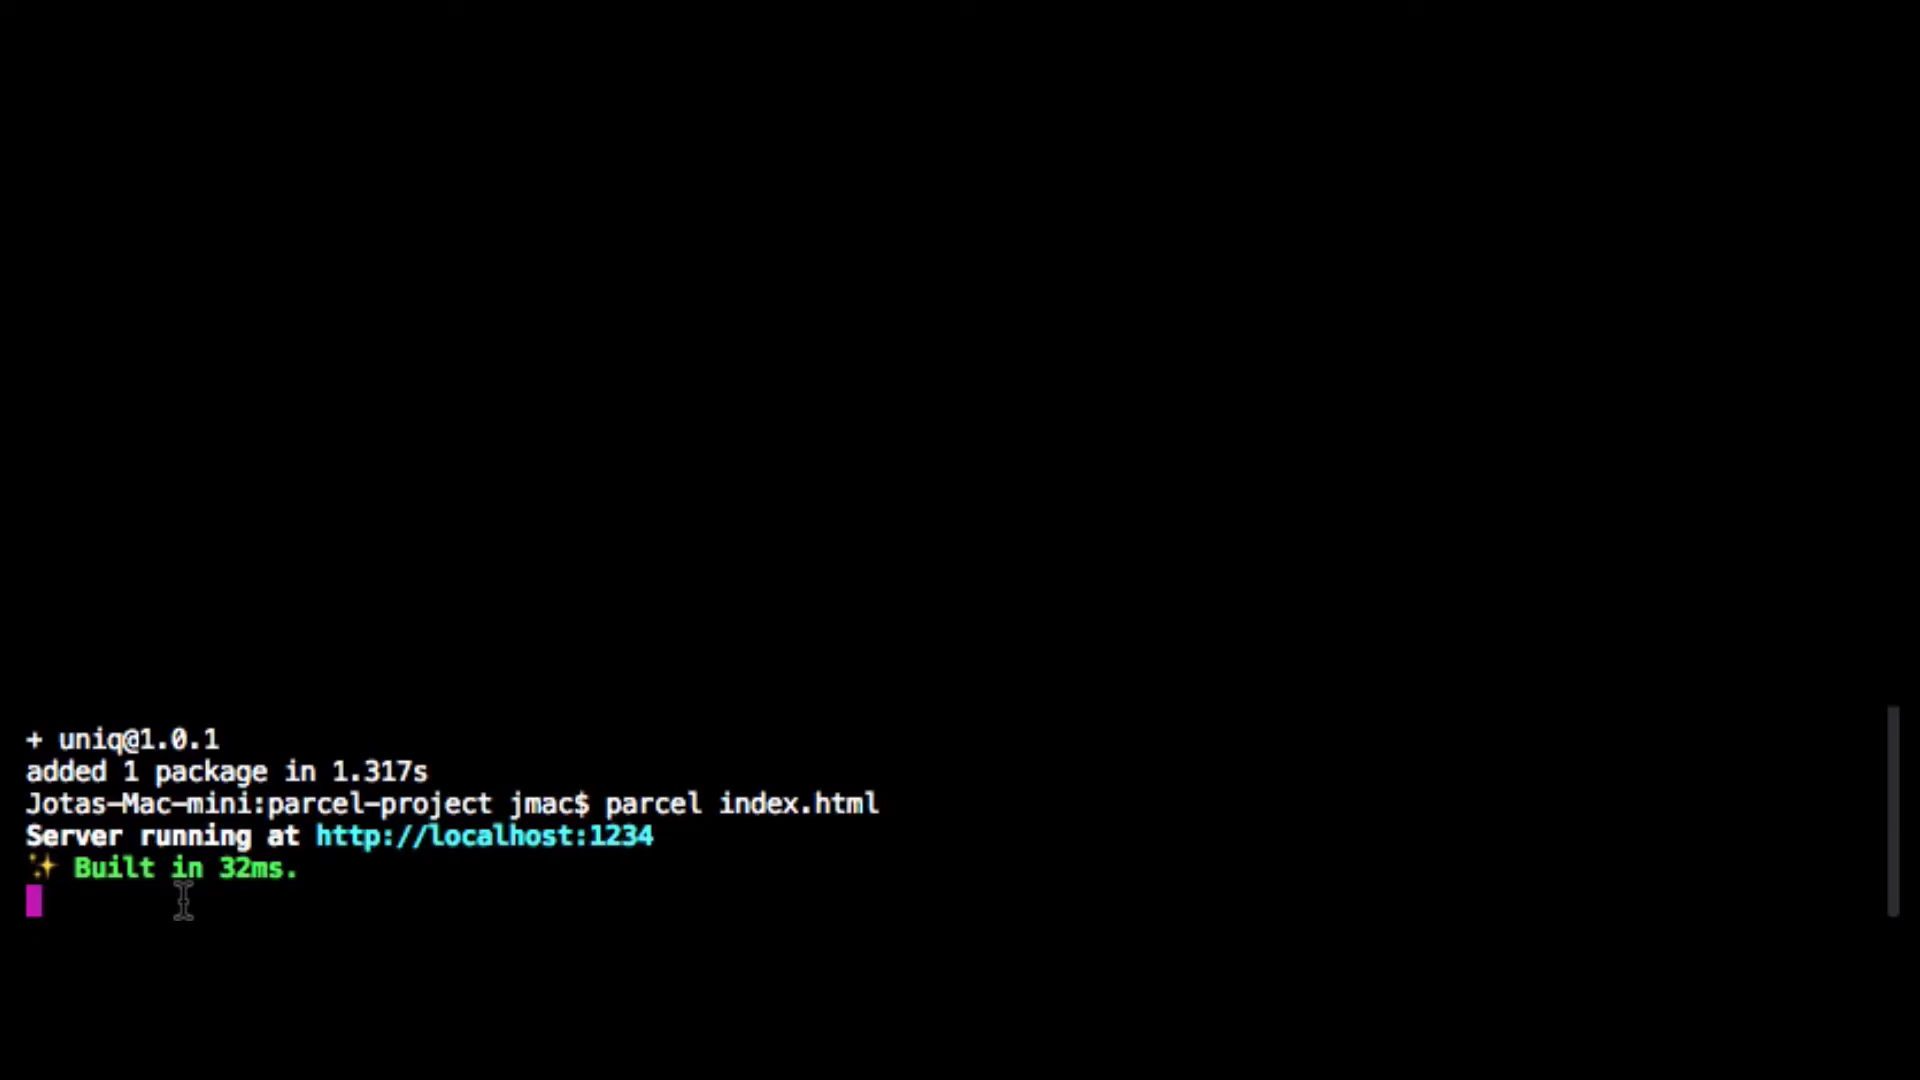 + uniq@1.0.1
added 1 package in 1.317s
Jotas-Mac-mini:parcel-project jmac$ parcel index.html
Server running at http://localhost:1234
✨ Built in 32ms.